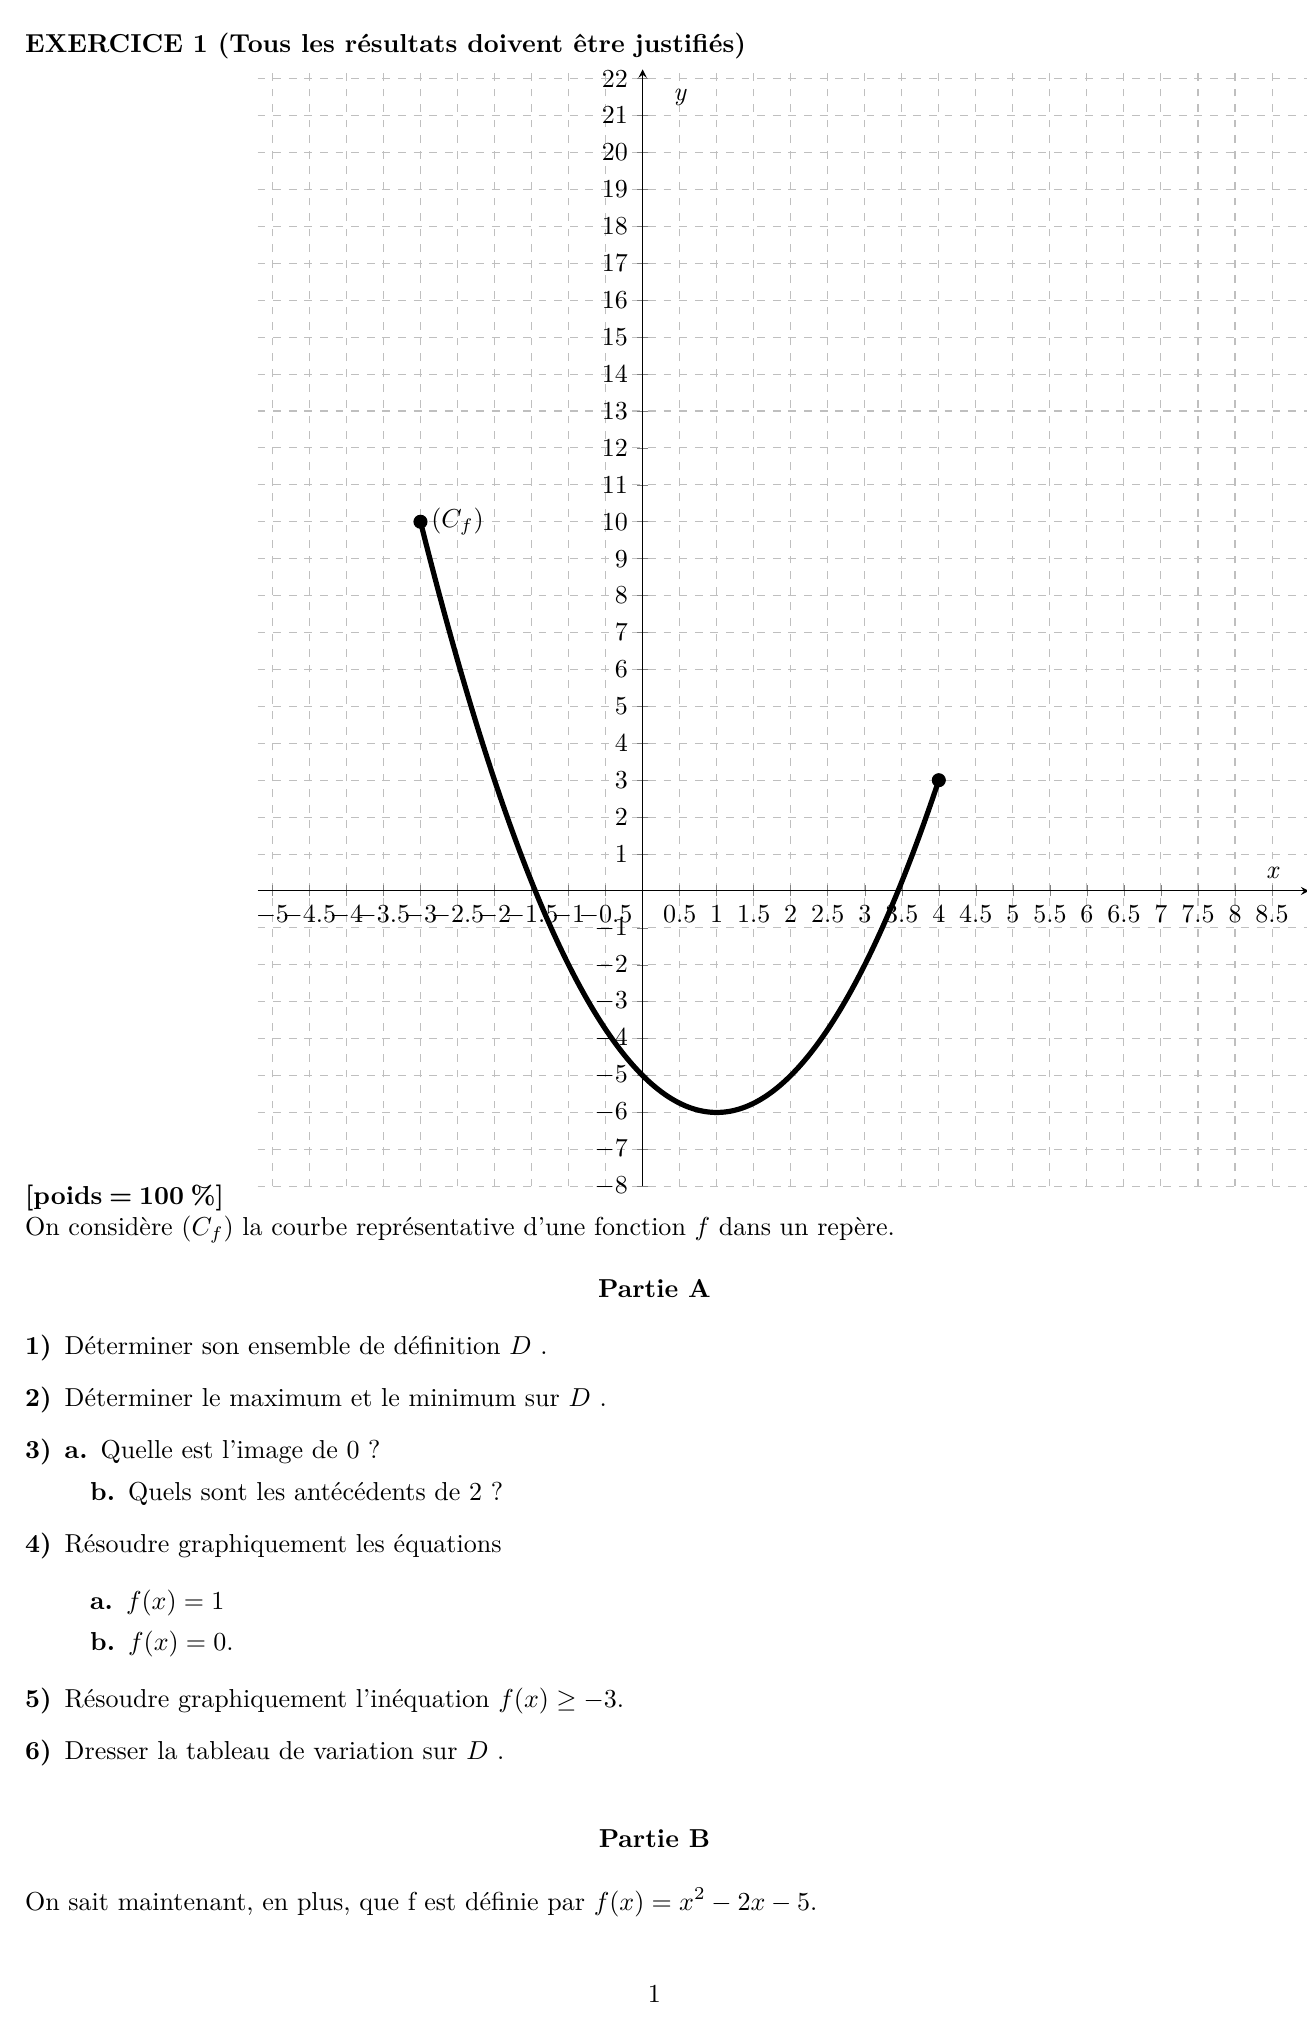 EXERCICE 1 (Tous les résultats doivent être justifiés)
22
y
21
20
19
18
17
16
15
14
13
12
11
(C_f)
10
9
8
7
6
5
4
3
2
1
x
−5 −4.5 −4 −3.5 −3 −2.5 −2 −1.5 −1 −0.5 0.5 1 1.5 2 2.5 3 3.5 4 4.5 5 5.5 6 6.5 7 7.5 8 8.5
−1
−2
−3
−4
−5
−6
−7
−8
[poids = 100 %]
On considère (C_f) la courbe représentative d'une fonction f dans un repère.
Partie A
1) Déterminer son ensemble de définition D .
2) Déterminer le maximum et le minimum sur D .
3) a. Quelle est l'image de 0 ?
b. Quels sont les antécédents de 2 ?
4) Résoudre graphiquement les équations
a. f(x) = 1
b. f(x) = 0.
5) Résoudre graphiquement l'inéquation f(x) ≥ −3.
6) Dresser la tableau de variation sur D .
Partie B
On sait maintenant, en plus, que f est définie par f(x) = x² − 2x − 5.
1